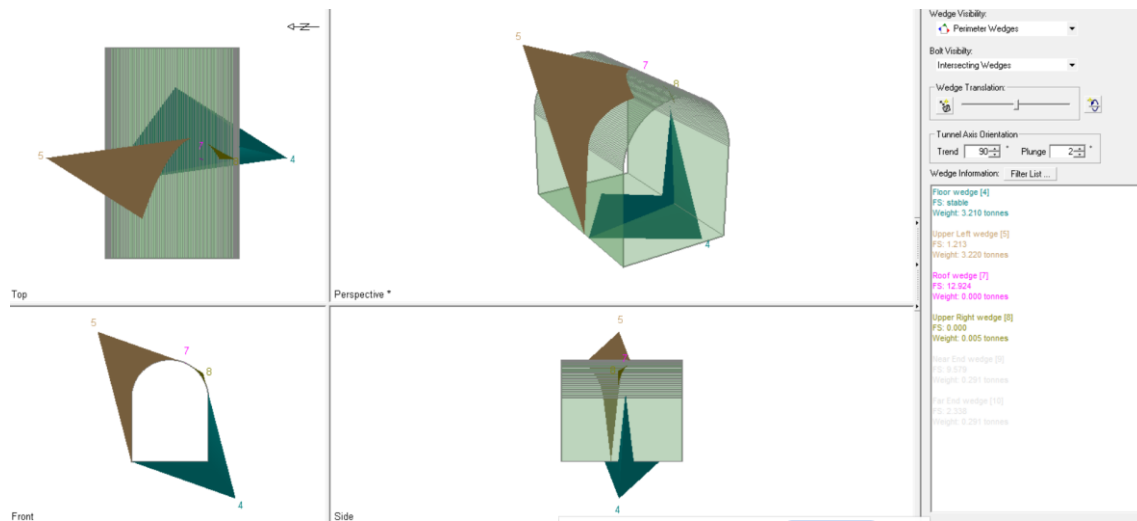 5
4
Z
Top
5
7
8
4
Perspective *
5
7
8
4
Front
5
4
Side
Wedge Visibility:
Perimeter Wedges
Bolt Visibilty:
Intersecting Wedges
Wedge Translation:
Tunnel Axis Orientation
Trend 90 ° Plunge 2 °
Wedge Information: Filter List ...
Floor wedge [4]
FS: stable
Weight: 3.210 tonnes
Upper Left wedge [5]
FS: 1.213
Weight: 3.220 tonnes
Roof wedge [7]
FS: 12.924
Weight: 0.000 tonnes
Upper Right wedge [8]
FS: 0.000
Weight: 0.005 tonnes
Near End wedge [9]
FS: 9.579
Weight: 0.291 tonnes
Far End wedge [10]
FS: 2.338
Weight: 0.291 tonnes